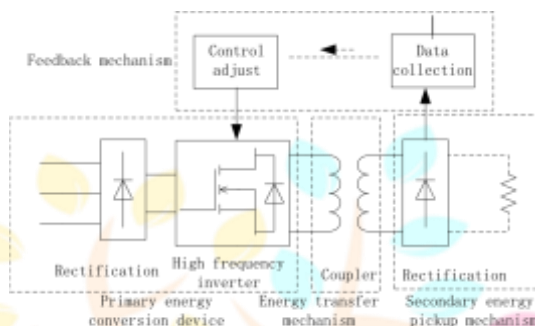 Feedback mechanism
Control
adjust
Data
collection
Rectification
High frequency
inverter
Coupler
Rectification
Primary energy
conversion device
Energy transfer
mechanism
Secondary energy
pickup mechanism